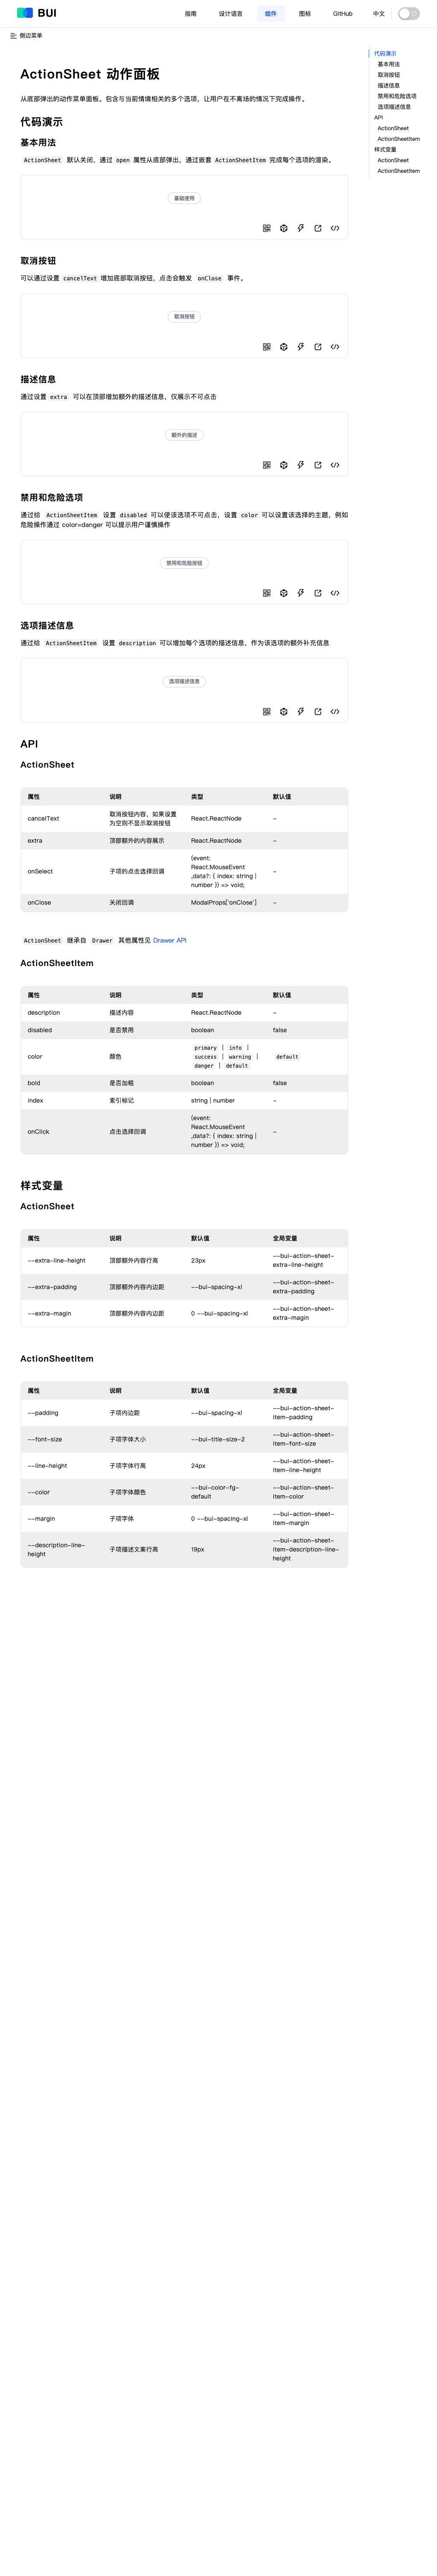 BUI
指南
设计语言
组件
图标
GitHub
中文
侧边菜单
代码演示
基本用法
取消按钮
描述信息
禁用和危险选项
选项描述信息
API
ActionSheet
ActionSheetItem
样式变量
ActionSheet
ActionSheetItem
ActionSheet 动作面板
从底部弹出的动作菜单面板。包含与当前情境相关的多个选项，让用户在不离场的情况下完成操作。
代码演示
基本用法
ActionSheet 默认关闭，通过 open 属性从底部弹出，通过嵌套 ActionSheetItem 完成每个选项的渲染。
基础使用
取消按钮
可以通过设置 cancelText 增加底部取消按钮，点击会触发 onClose 事件。
取消按钮
描述信息
通过设置 extra 可以在顶部增加额外的描述信息，仅展示不可点击
额外的描述
禁用和危险选项
通过给 ActionSheetItem 设置 disabled 可以使该选项不可点击，设置 color 可以设置该选择的主题，例如
危险操作通过 color=danger 可以提示用户谨慎操作
禁用和危险按钮
选项描述信息
通过给 ActionSheetItem 设置 description 可以增加每个选项的描述信息，作为该选项的额外补充信息
选项描述信息
API
ActionSheet
属性 说明 类型 默认值
cancelText 取消按钮内容，如果设置 React.ReactNode -
为空则不显示取消按钮
extra 顶部额外的内容展示 React.ReactNode -
onSelect 子项的点击选择回调 (event: -
React.MouseEvent
,data?: { index: string |
number }) => void;
onClose 关闭回调 ModalProps['onClose'] -
ActionSheet 继承自 Drawer 其他属性见 Drawer API
ActionSheetItem
属性 说明 类型 默认值
description 描述内容 React.ReactNode -
disabled 是否禁用 boolean false
color 颜色 primary | info | default
success | warning |
danger | default
bold 是否加粗 boolean false
index 索引标记 string | number -
onClick 点击选择回调 (event: -
React.MouseEvent
,data?: { index: string |
number }) => void;
样式变量
ActionSheet
属性 说明 默认值 全局变量
--extra-line-height 顶部额外内容行高 23px --bui-action-sheet-
extra-line-height
--extra-padding 顶部额外内容内边距 --bui-spacing-xl --bui-action-sheet-
extra-padding
--extra-magin 顶部额外内容内边距 0 --bui-spacing-xl --bui-action-sheet-
extra-magin
ActionSheetItem
属性 说明 默认值 全局变量
--padding 子项内边距 --bui-spacing-xl --bui-action-sheet-
item-padding
--font-size 子项字体大小 --bui-title-size-2 --bui-action-sheet-
item-font-size
--line-height 子项字体行高 24px --bui-action-sheet-
item-line-height
--color 子项字体颜色 --bui-color-fg- --bui-action-sheet-
default item-color
--margin 子项字体 0 --bui-spacing-xl --bui-action-sheet-
item-margin
--description-line- 子项描述文案行高 19px --bui-action-sheet-
height item-description-line-
height